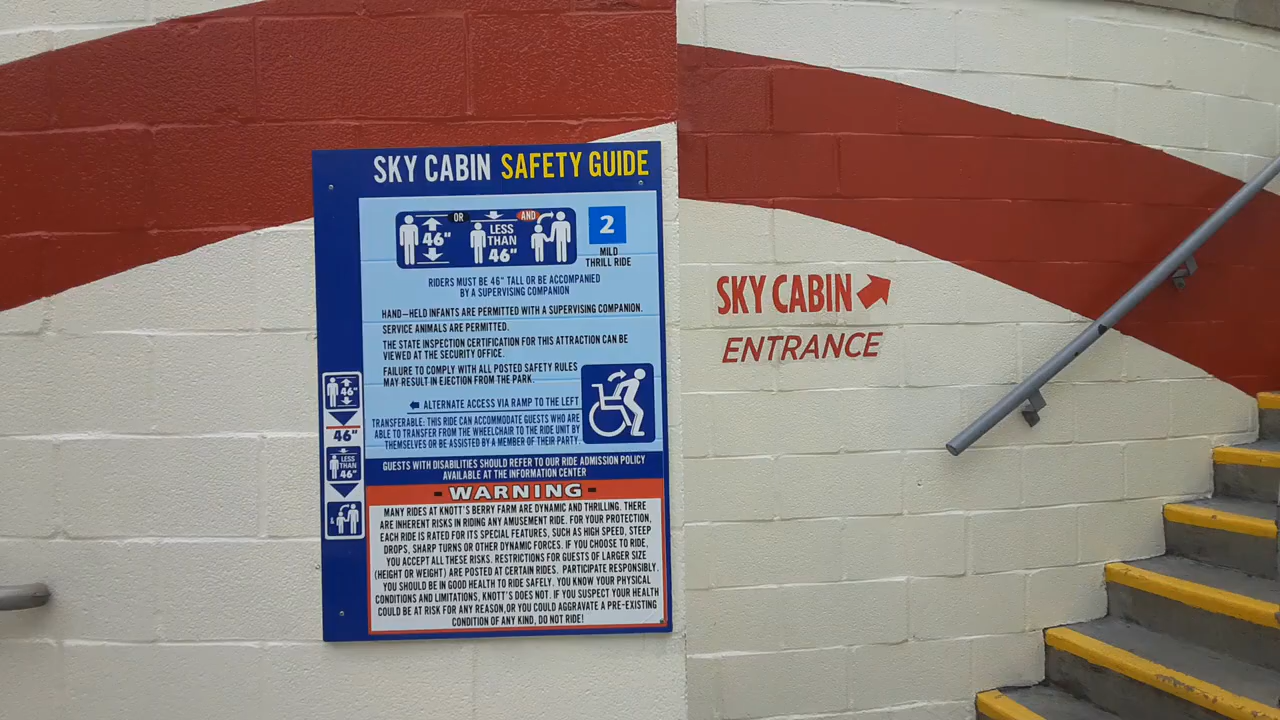 SKY CABIN SAFETY GUIDE
46" OR LESS THAN 46" AND
2
MILD
THRILL RIDE
RIDERS MUST BE 46" TALL OR BE ACCOMPANIED
BY A SUPERVISING COMPANION
HAND-HELD INFANTS ARE PERMITTED WITH A SUPERVISING COMPANION.
SERVICE ANIMALS ARE PERMITTED.
THE STATE INSPECTION CERTIFICATION FOR THIS ATTRACTION CAN BE
VIEWED AT THE SECURITY OFFICE.
FAILURE TO COMPLY WITH ALL POSTED SAFETY RULES
MAY RESULT IN EJECTION FROM THE PARK.
ALTERNATE ACCESS VIA RAMP TO THE LEFT
TRANSFERABLE: THIS RIDE CAN ACCOMMODATE GUESTS WHO ARE
ABLE TO TRANSFER FROM THE WHEELCHAIR TO THE RIDE UNIT BY
THEMSELVES OR BE ASSISTED BY A MEMBER OF THEIR PARTY.
46"
46"
LESS
THAN
46"
&
GUESTS WITH DISABILITIES SHOULD REFER TO OUR RIDE ADMISSION POLICY
AVAILABLE AT THE INFORMATION CENTER
- WARNING -
MANY RIDES AT KNOTT'S BERRY FARM ARE DYNAMIC AND THRILLING. THERE
ARE INHERENT RISKS IN RIDING ANY AMUSEMENT RIDE. FOR YOUR PROTECTION,
EACH RIDE IS RATED FOR ITS SPECIAL FEATURES, SUCH AS HIGH SPEED, STEEP
DROPS, SHARP TURNS OR OTHER DYNAMIC FORCES. IF YOU CHOOSE TO RIDE,
YOU ACCEPT ALL THESE RISKS. RESTRICTIONS FOR GUESTS OF LARGER SIZE
(HEIGHT OR WEIGHT) ARE POSTED AT CERTAIN RIDES. PARTICIPATE RESPONSIBLY.
YOU SHOULD BE IN GOOD HEALTH TO RIDE SAFELY. YOU KNOW YOUR PHYSICAL
CONDITIONS AND LIMITATIONS, KNOTT'S DOES NOT. IF YOU SUSPECT YOUR HEALTH
COULD BE AT RISK FOR ANY REASON, OR YOU COULD AGGRAVATE A PRE-EXISTING
CONDITION OF ANY KIND, DO NOT RIDE!
SKY CABIN
ENTRANCE